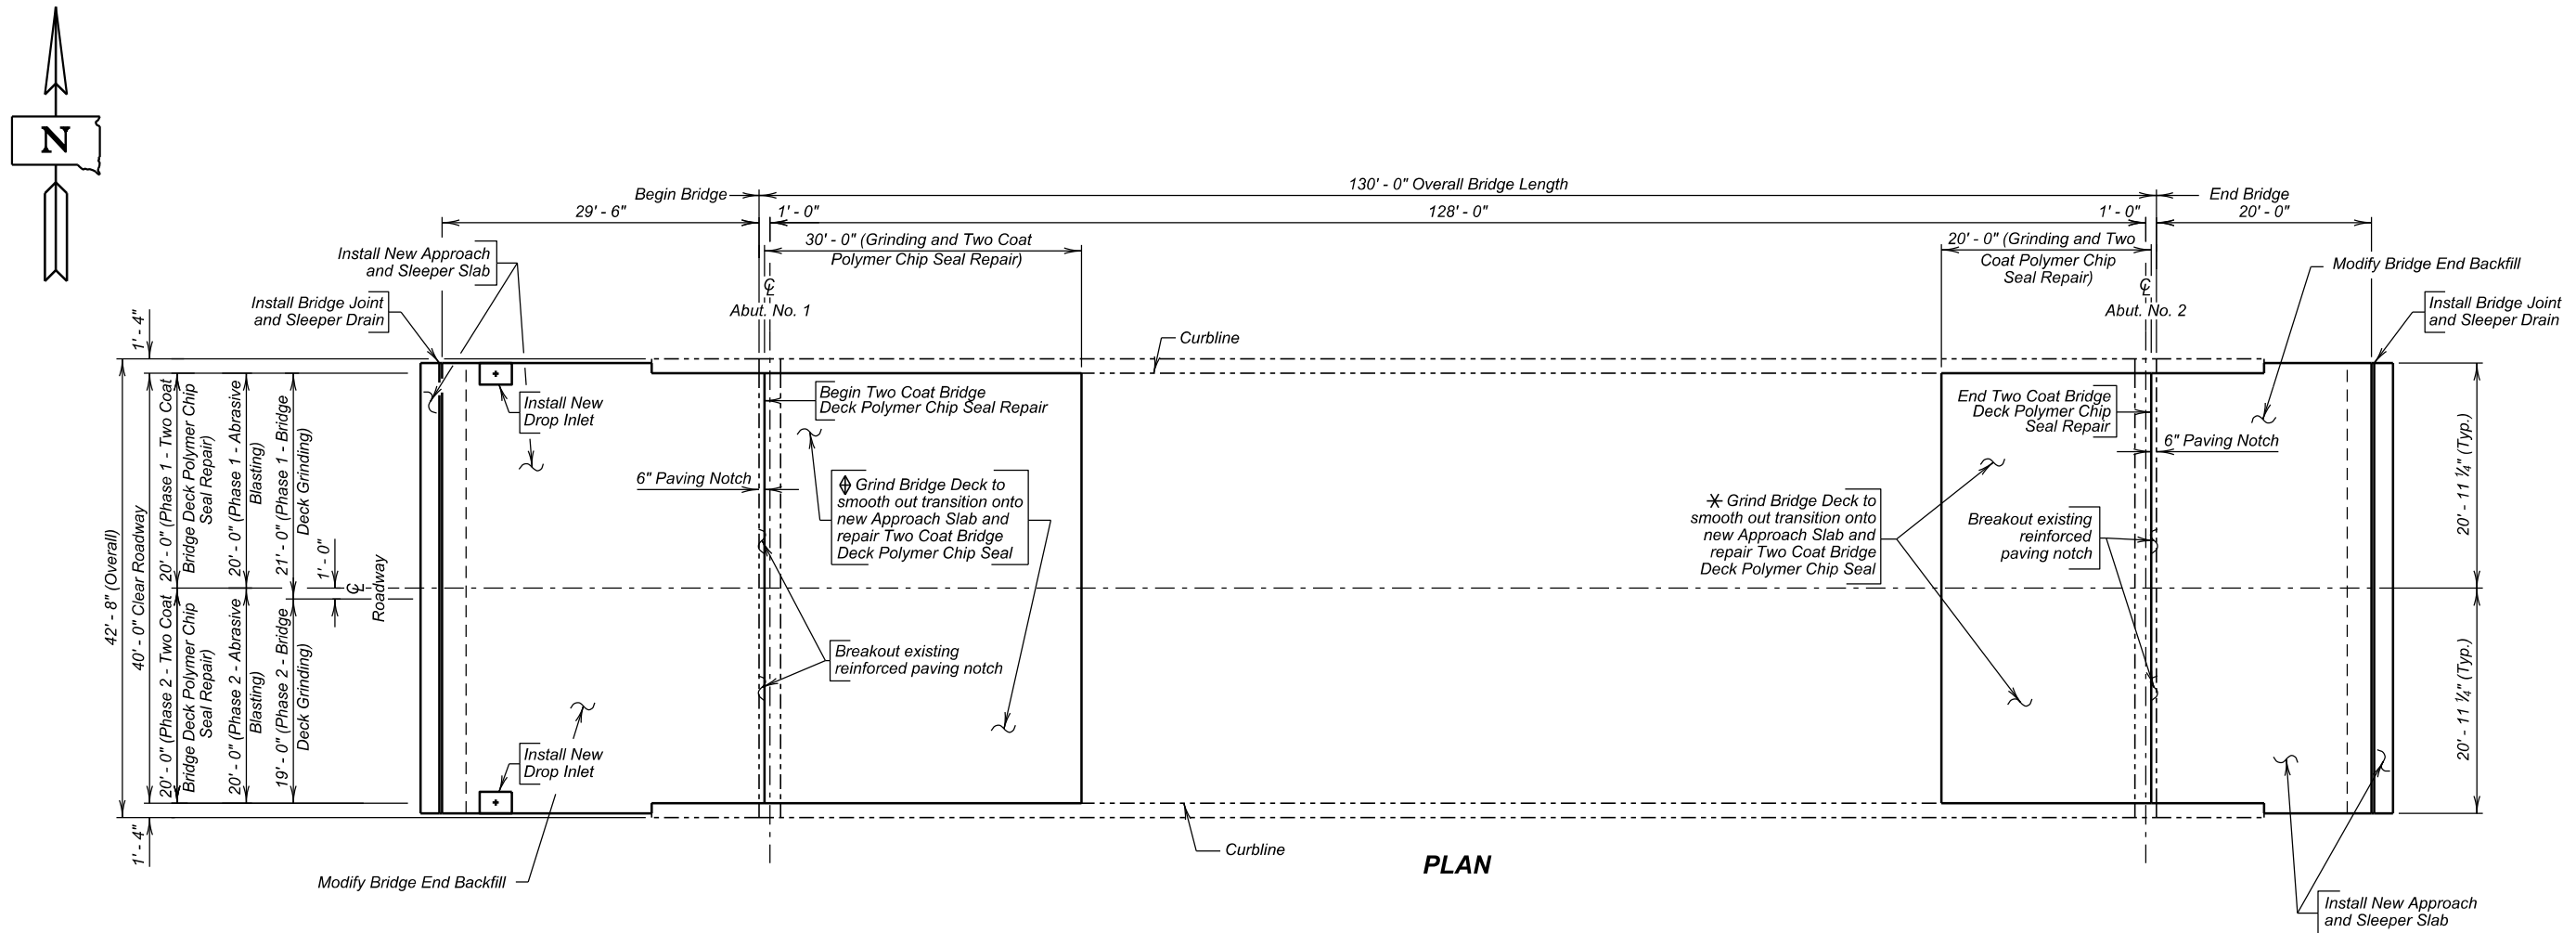 N
130' - 0" Overall Bridge Length
Begin Bridge
End Bridge
29' - 6"
1' - 0"
128' - 0"
1' - 0"
20' - 0"
30' - 0" (Grinding and Two Coat
Polymer Chip Seal Repair)
20' - 0" (Grinding and Two
Coat Polymer Chip
Seal Repair)
Install New Approach
and Sleeper Slab
Modify Bridge End Backfill
Install Bridge Joint
and Sleeper Drain
℄
Abut. No. 1
℄
Abut. No. 2
Install Bridge Joint
and Sleeper Drain
Curbline
1' - 4"
42' - 8" (Overall)
40' - 0" Clear Roadway
20' - 0" (Phase 1 - Two Coat
Bridge Deck Polymer Chip
Seal Repair)
20' - 0" (Phase 1 - Abrasive
Blasting)
21' - 0" (Phase 1 - Bridge
Deck Grinding)
1' - 0"
℄
Roadway
20' - 0" (Phase 2 - Two Coat
Bridge Deck Polymer Chip
Seal Repair)
20' - 0" (Phase 2 - Abrasive
Blasting)
19' - 0" (Phase 2 - Bridge
Deck Grinding)
1' - 4"
Install New
Drop Inlet
Begin Two Coat Bridge
Deck Polymer Chip Seal Repair
6" Paving Notch
Grind Bridge Deck to
smooth out transition onto
new Approach Slab and
repair Two Coat Bridge
Deck Polymer Chip Seal
Breakout existing
reinforced paving notch
Install New
Drop Inlet
Modify Bridge End Backfill
Curbline
End Two Coat Bridge
Deck Polymer Chip
Seal Repair
6" Paving Notch
Grind Bridge Deck to
smooth out transition onto
new Approach Slab and
repair Two Coat Bridge
Deck Polymer Chip Seal
Breakout existing
reinforced
paving notch
20' - 11 ¼" (Typ.)
20' - 11 ¼" (Typ.)
Install New Approach
and Sleeper Slab
PLAN